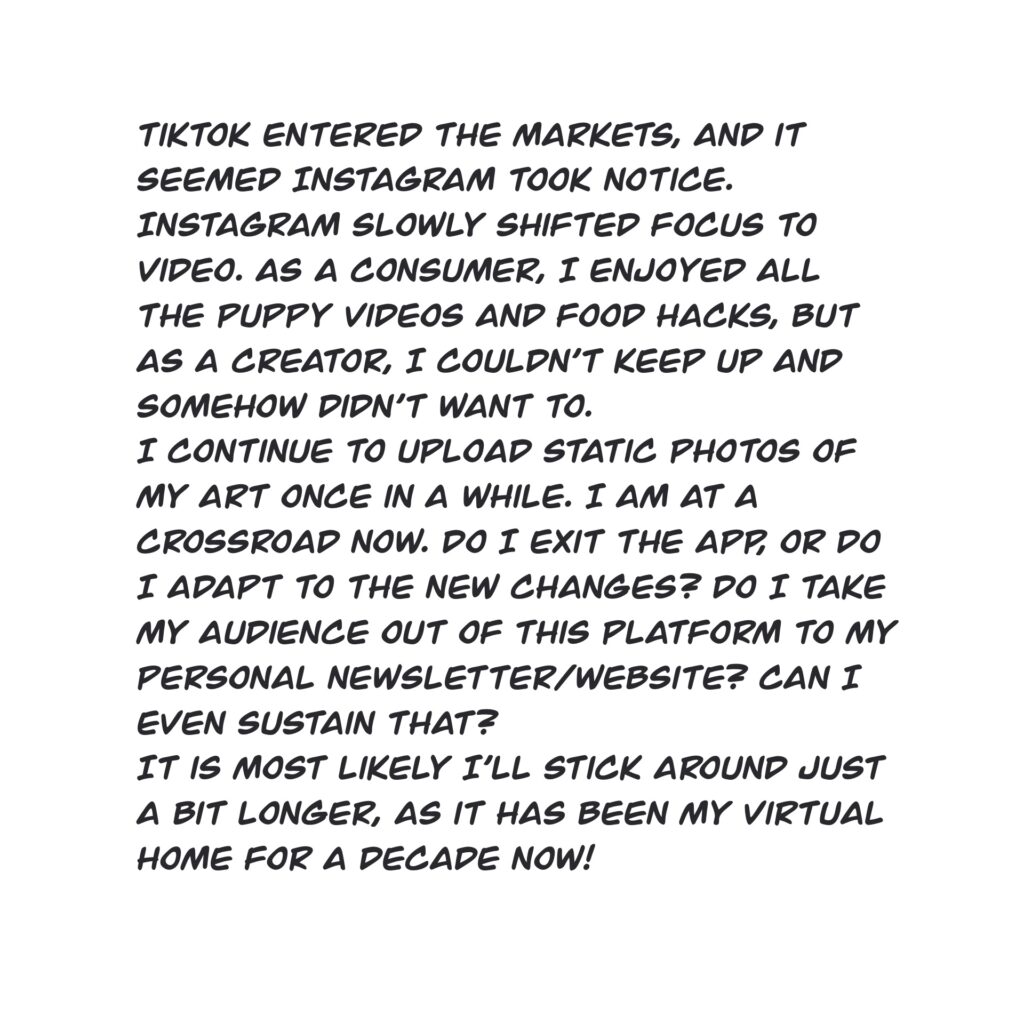 TIKTOK ENTERED THE MARKETS, AND IT
SEEMED INSTAGRAM TOOK NOTICE.
INSTAGRAM SLOWLY SHIFTED FOCUS TO
VIDEO. AS A CONSUMER, I ENJOYED ALL
THE PUPPY VIDEOS AND FOOD HACKS, BUT
AS A CREATOR, I COULDN'T KEEP UP AND
SOMEHOW DIDN'T WANT TO.
I CONTINUE TO UPLOAD STATIC PHOTOS OF
MY ART ONCE IN A WHILE. I AM AT A
CROSSROAD NOW. DO I EXIT THE APP, OR DO
I ADAPT TO THE NEW CHANGES? DO I TAKE
MY AUDIENCE OUT OF THIS PLATFORM TO MY
PERSONAL NEWSLETTER/WEBSITE? CAN I
EVEN SUSTAIN THAT?
IT IS MOST LIKELY I'LL STICK AROUND JUST
A BIT LONGER, AS IT HAS BEEN MY VIRTUAL
HOME FOR A DECADE NOW!